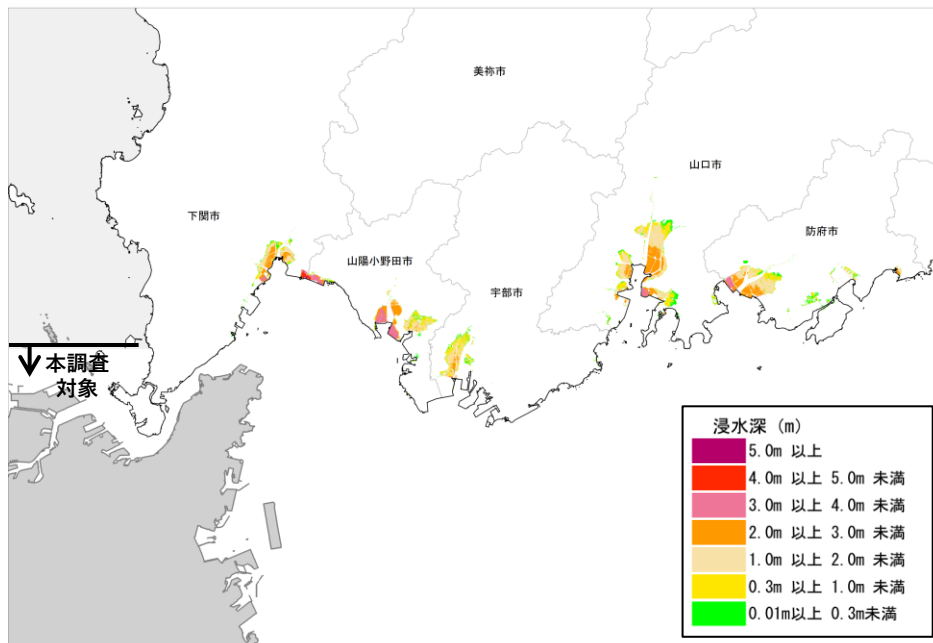 美祢市
山口市
下関市
防府市
山陽小野田市
宇部市
本調査
対象
浸水深 (m)
5.0m 以上
4.0m 以上 5.0m 未満
3.0m 以上 4.0m 未満
2.0m 以上 3.0m 未満
1.0m 以上 2.0m 未満
0.3m 以上 1.0m 未満
0.01m以上 0.3m未満